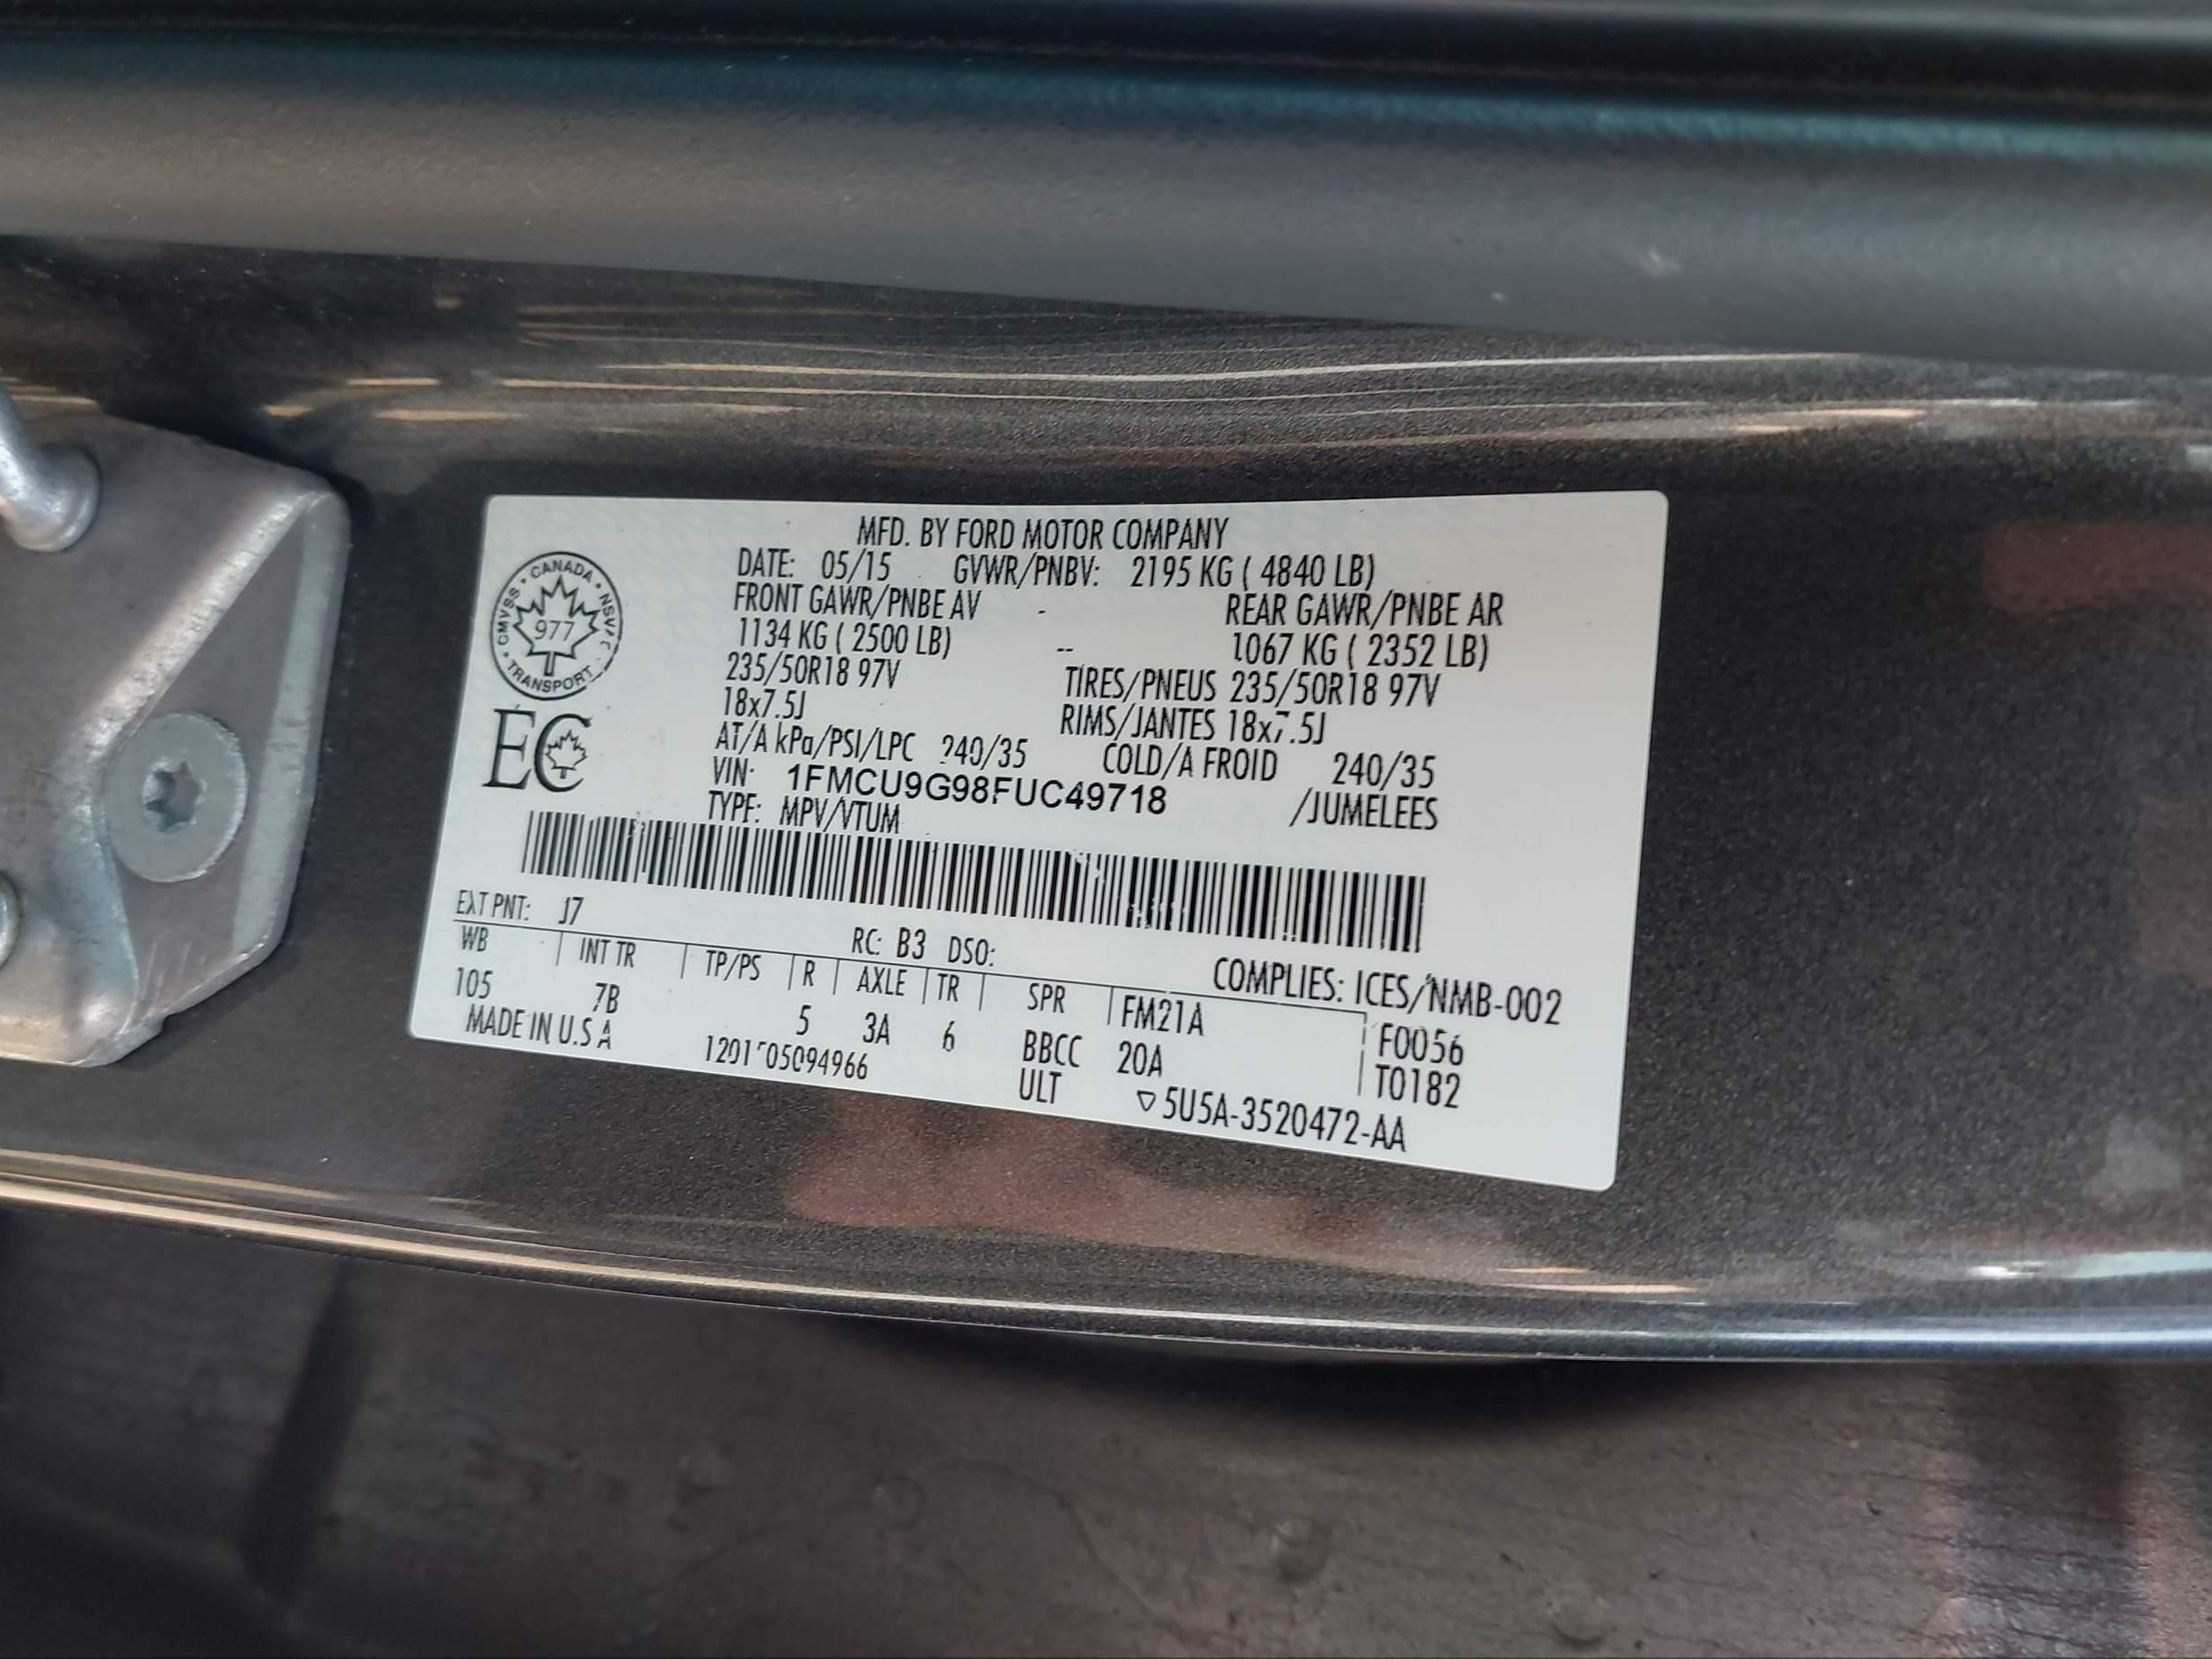 MFD. BY FORD MOTOR COMPANY
DATE: 05/15 GVWR/PNBV: 2195 KG ( 4840 LB)
FRONT GAWR/PNBE AV - REAR GAWR/PNBE AR
1134 KG ( 2500 LB) -- 1067 KG ( 2352 LB)
235/50R18 97V TIRES/PNEUS 235/50R18 97V
18x7.5J RIMS/JANTES 18x7.5J
AT/A kPa/PSI/LPC 240/35 COLD/A FROID 240/35
VIN: 1FMCU9G98FUC49718 /JUMELEES
TYPE: MPV/VTUM
CANADA
CMVSS NSVAC
977
TRANSPORT
EC
EXT PNT: J7 RC: B3 DSO:
COMPLIES: ICES/NMB-002
WB INT TR TP/PS R AXLE TR SPR FM21A F0056
105 7B 5 3A 6 BBCC 20A T0182
MADE IN U.S A ULT ▽5U5A-3520472-AA